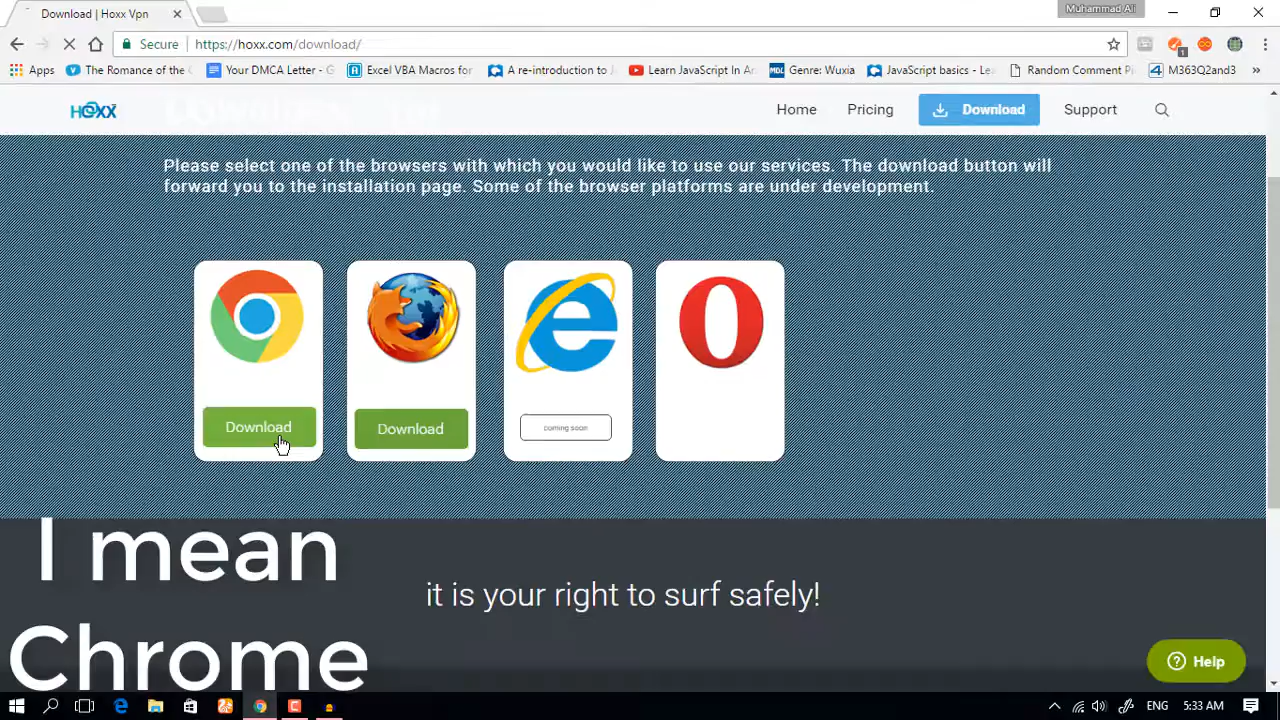 Download | Hoxx Vpn
Muhammad Ali
Secure
https://hoxx.com/download/
1
Apps
The Romance of the
Your DMCA Letter - G
Excel VBA Macros for
A re-introduction to J
Learn JavaScript In Ar
MDL
Genre: Wuxia
JavaScript basics - Lea
Random Comment Pi
M363Q2and3
»
HOXX
Home
Pricing
Download
Support
Please select one of the browsers with which you would like to use our services. The download button will
forward you to the installation page. Some of the browser platforms are under development.
Download
Download
coming soon
I mean
Chrome
it is your right to surf safely!
Help
ENG
5:33 AM